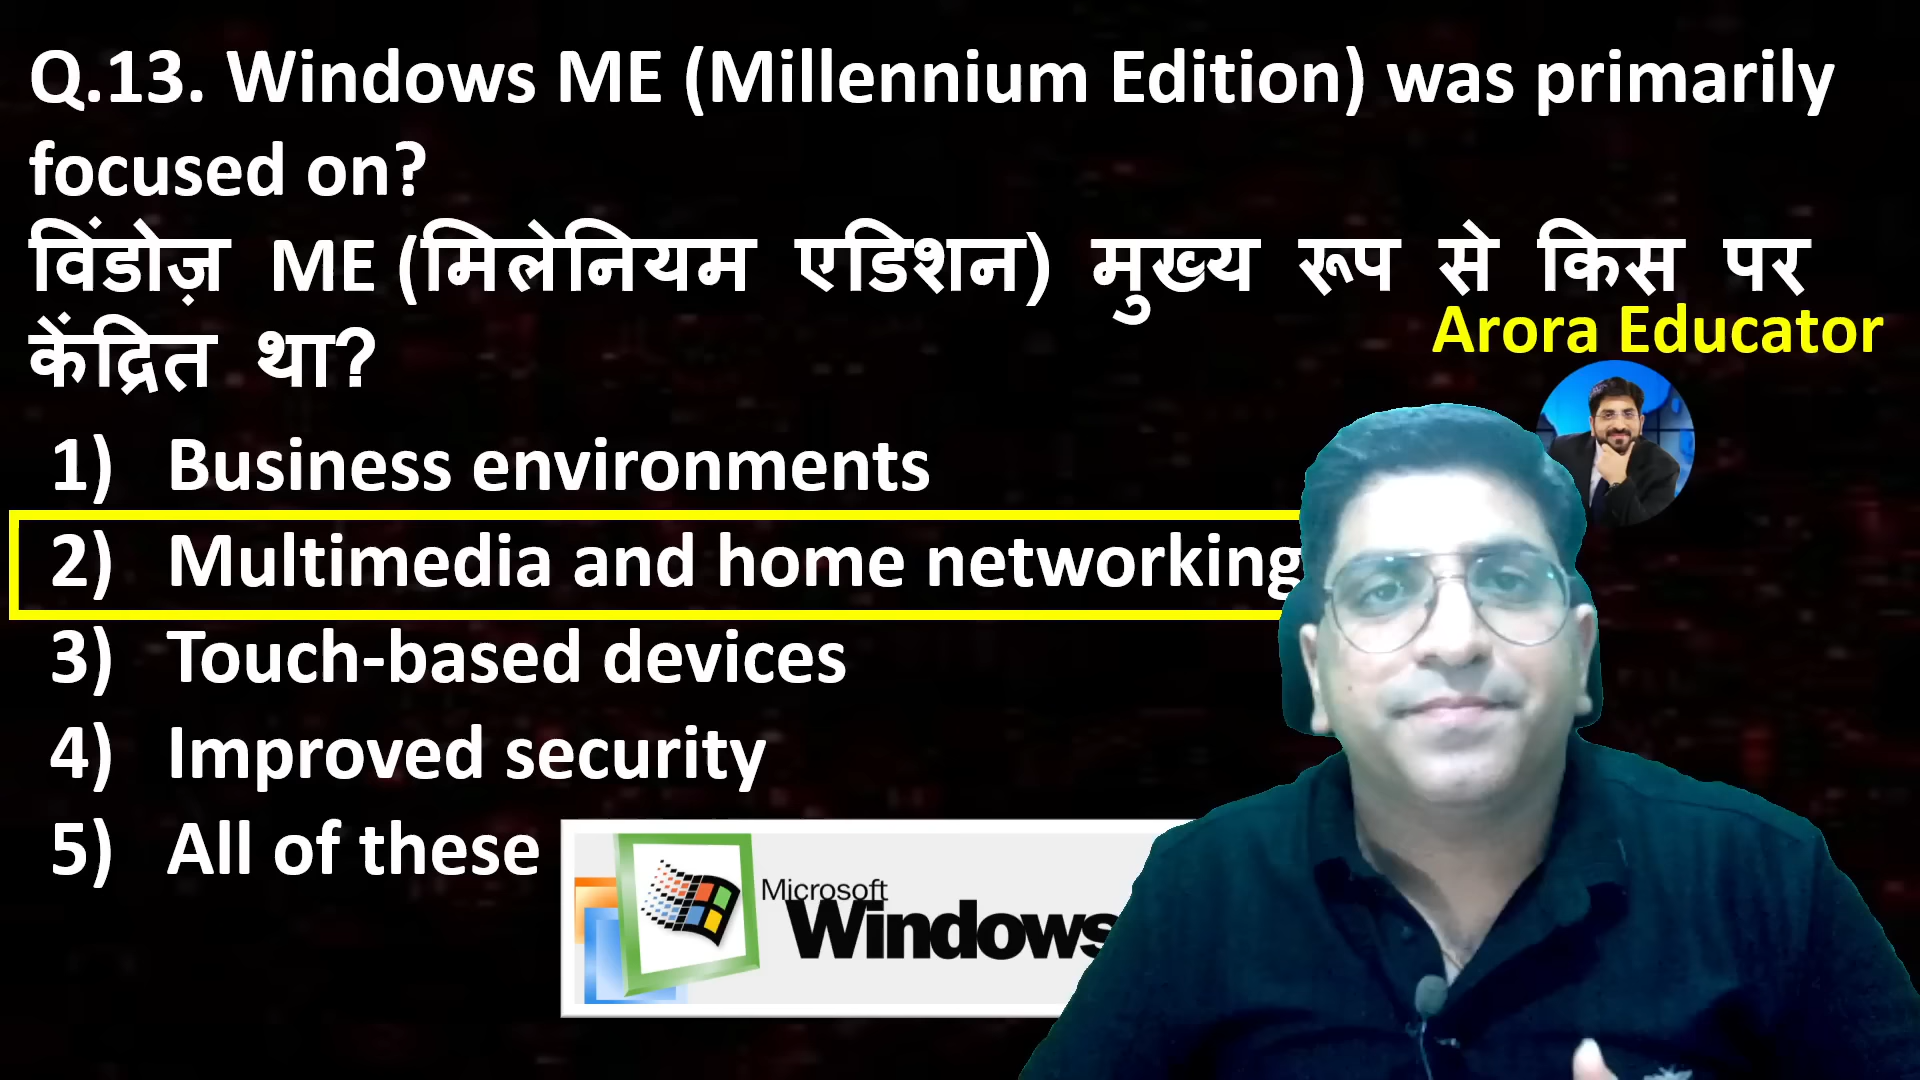 Q.13. Windows ME (Millennium Edition) was primarily
focused on?
विंडोज़ ME (मिलेनियम एडिशन) मुख्य रूप से किस पर
केंद्रित था?
Arora Educator
1) Business environments
2) Multimedia and home networking
3) Touch-based devices
4) Improved security
5) All of these
Microsoft
Windows